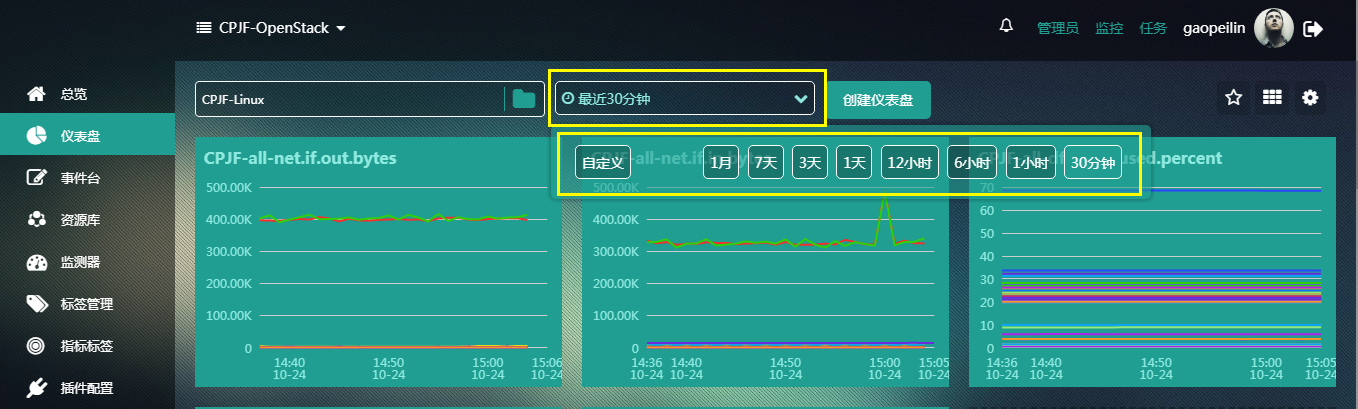 CPJF-OpenStack
管理员 监控 任务 gaopeilin
总览
仪表盘
事件台
资源库
监测器
标签管理
指标标签
插件配置
CPJF-Linux
最近30分钟
创建仪表盘
自定义 1月 7天 3天 1天 12小时 6小时 1小时 30分钟
CPJF-all-net.if.out.bytes
500.00K
400.00K
300.00K
200.00K
100.00K
0
14:40 14:50 15:00 15:06
10-24 10-24 10-24 10-24
500.00K
400.00K
300.00K
200.00K
100.00K
0
14:36 14:40 14:50 15:00 15:05
10-24 10-24 10-24 10-24 10-24
used.percent
70
60
50
40
30
20
10
0
14:36 14:40 14:50 15:00 15:05
10-24 10-24 10-24 10-24 10-24